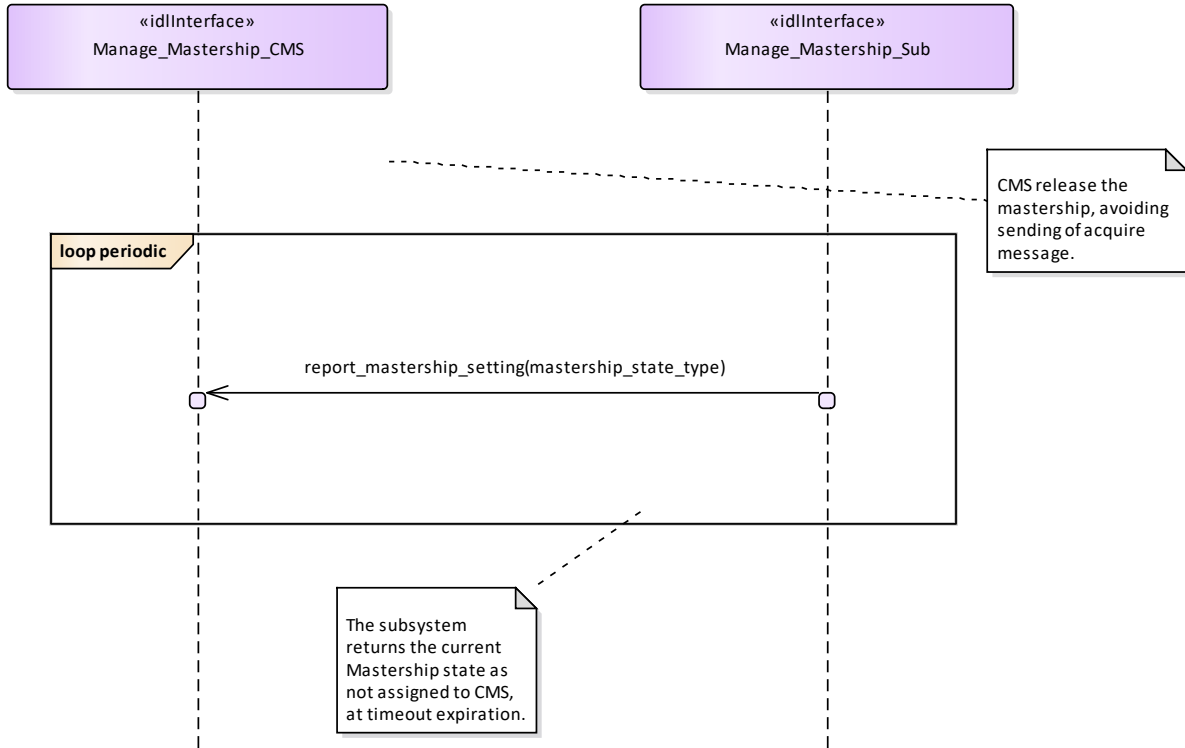 «idlInterface»
Manage_Mastership_CMS
«idlInterface»
Manage_Mastership_Sub
CMS release the
mastership, avoiding
sending of acquire
message.
loop periodic
report_mastership_setting(mastership_state_type)
The subsystem
returns the current
Mastership state as
not assigned to CMS,
at timeout expiration.